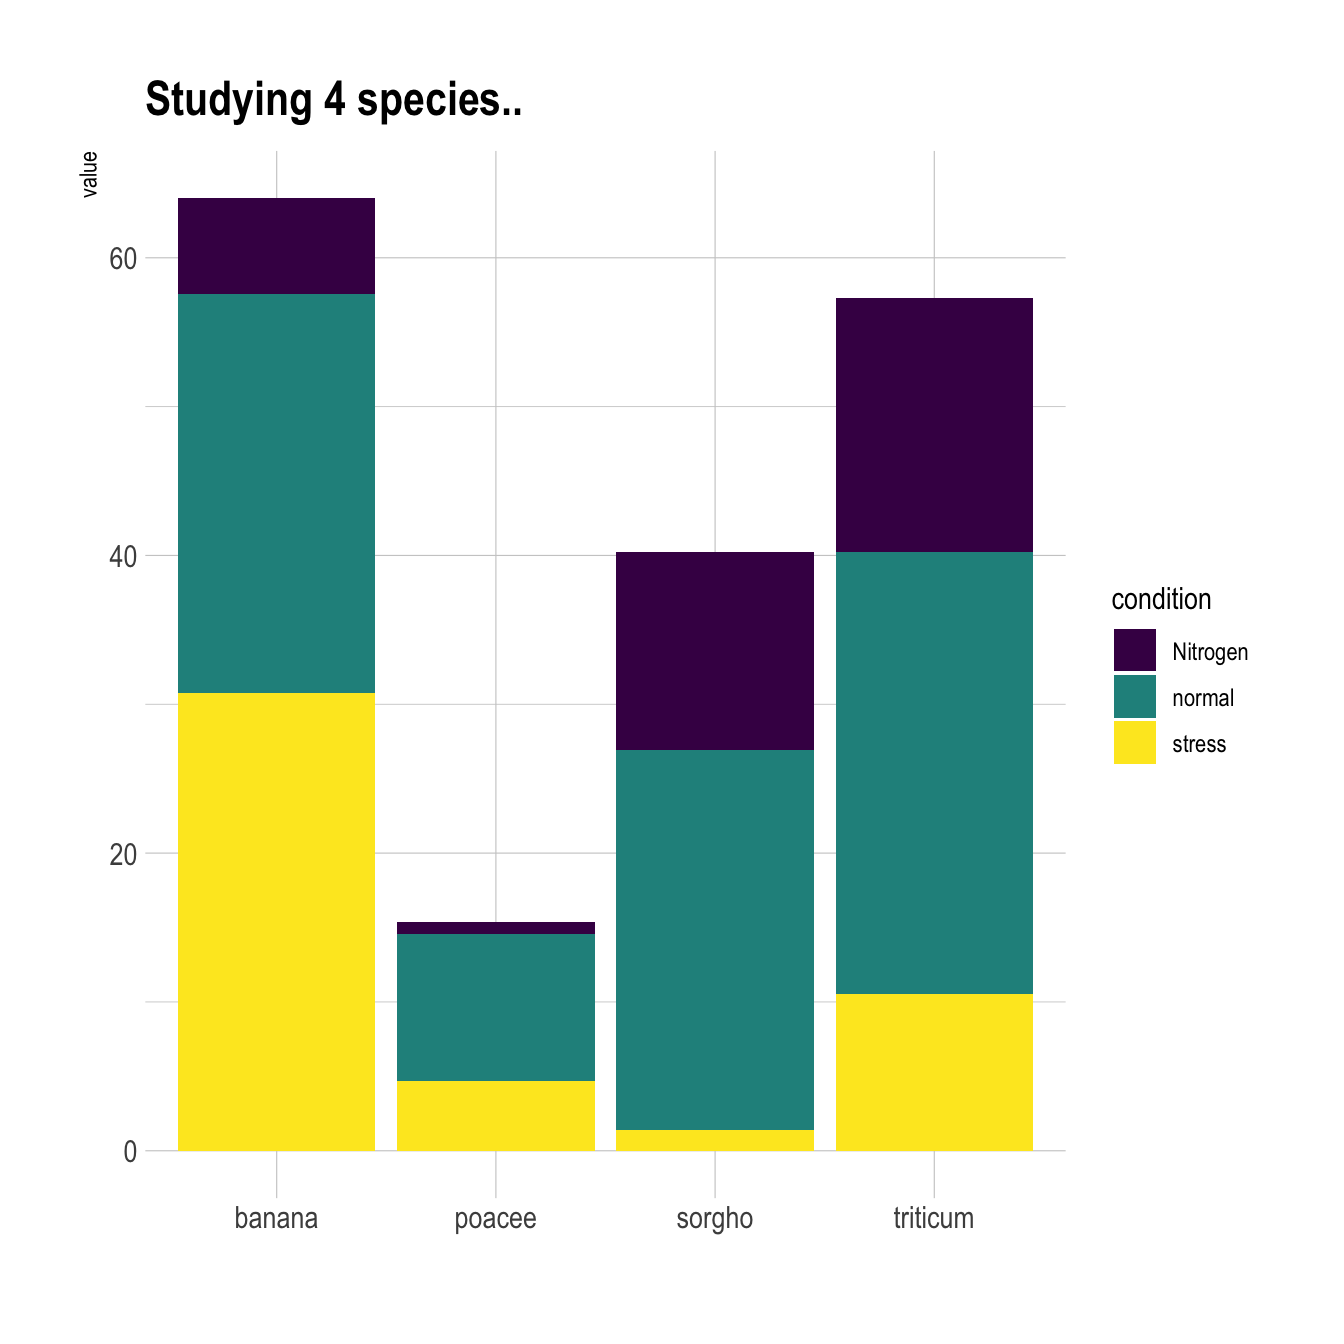 Studying 4 species..
value
60
40
20
0
banana
poacee
sorgho
triticum
condition
Nitrogen
normal
stress